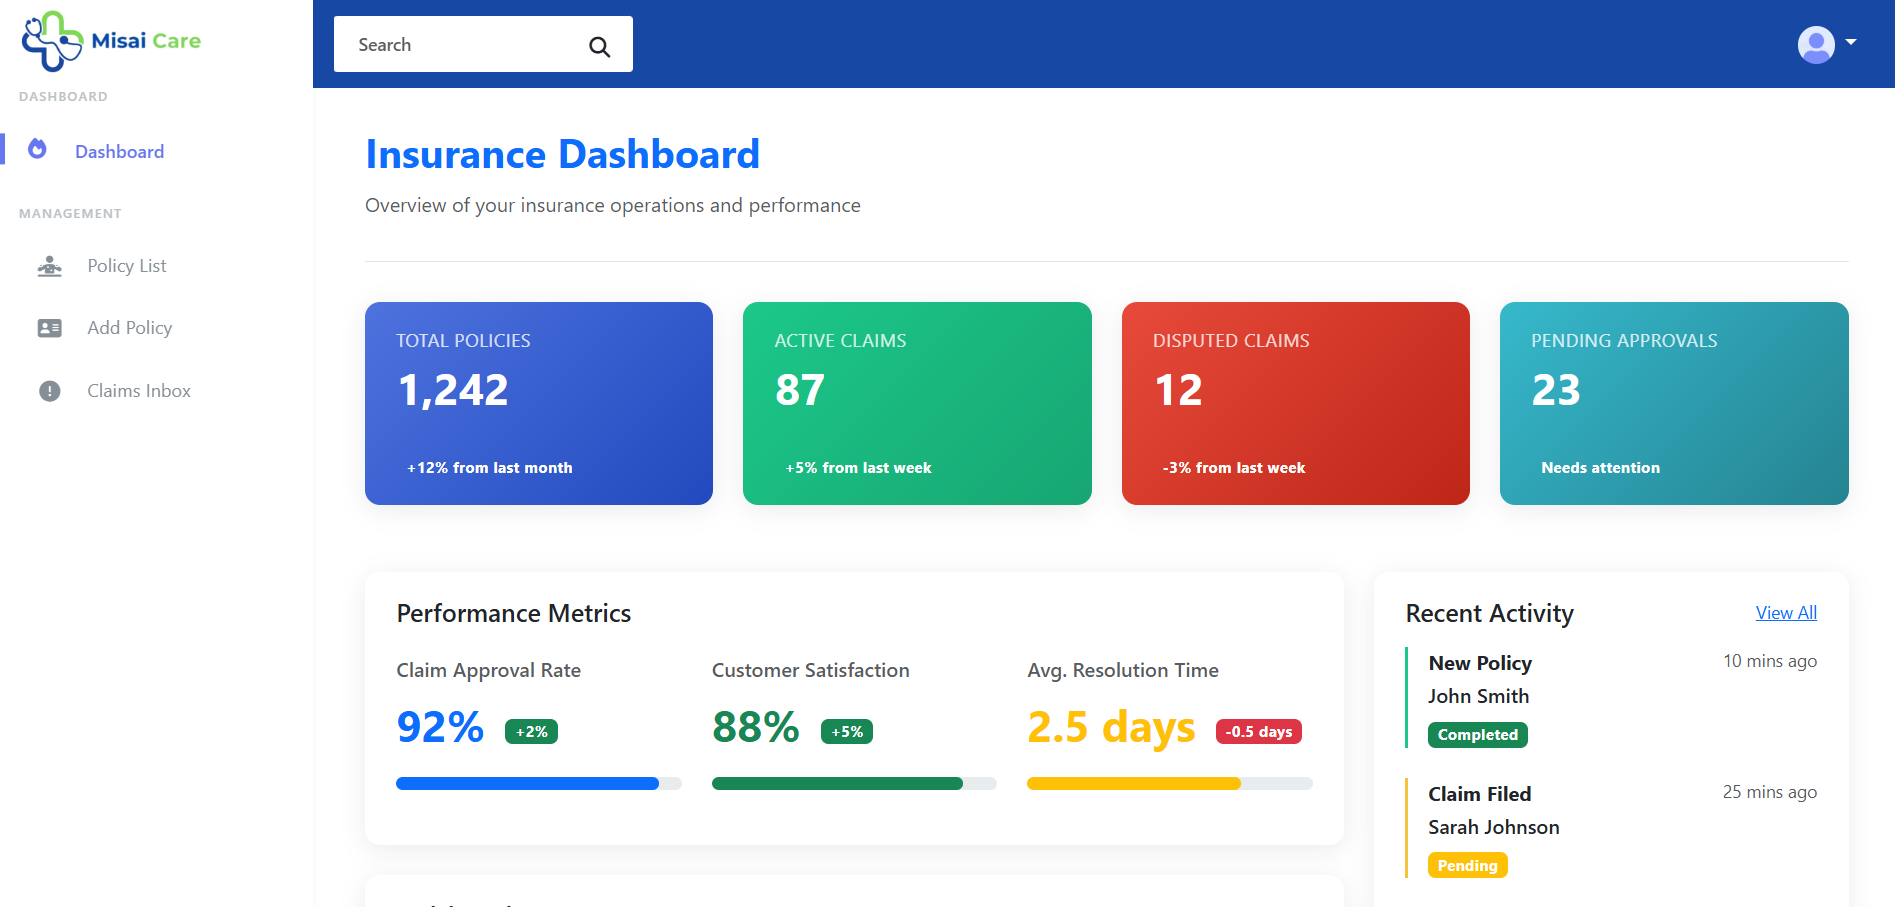 Misai Care
Search
DASHBOARD
Dashboard
MANAGEMENT
Policy List
Add Policy
Claims Inbox
Insurance Dashboard
Overview of your insurance operations and performance
TOTAL POLICIES
1,242
+12% from last month
ACTIVE CLAIMS
87
+5% from last week
DISPUTED CLAIMS
12
-3% from last week
PENDING APPROVALS
23
Needs attention
Performance Metrics
Claim Approval Rate
92% +2%
Customer Satisfaction
88% +5%
Avg. Resolution Time
2.5 days -0.5 days
Recent Activity View All
New Policy 10 mins ago
John Smith
Completed
Claim Filed 25 mins ago
Sarah Johnson
Pending